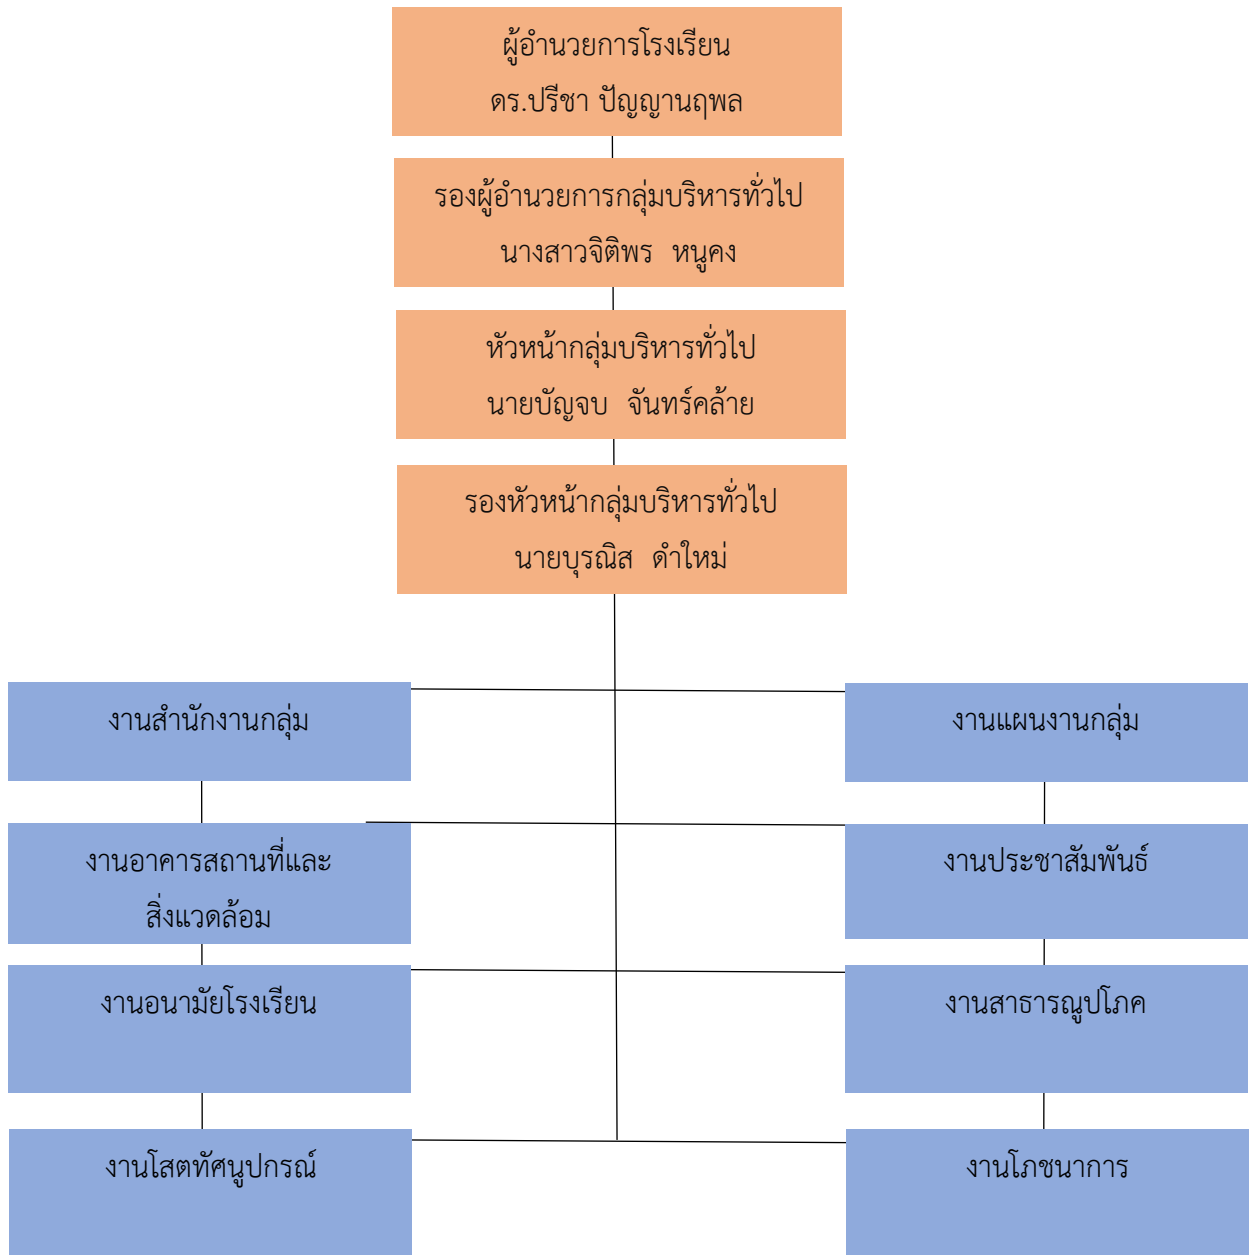 ผู้อำนวยการโรงเรียน
ดร.ปรีชา ปัญญานฤพล
รองผู้อำนวยการกลุ่มบริหารทั่วไป
นางสาวจิติพร  หนูคง
หัวหน้ากลุ่มบริหารทั่วไป
นายบัญจบ  จันทร์คล้าย
รองหัวหน้ากลุ่มบริหารทั่วไป
นายบุรณิส  ดำใหม่
งานสำนักงานกลุ่ม
งานแผนงานกลุ่ม
งานอาคารสถานที่และ
สิ่งแวดล้อม
งานประชาสัมพันธ์
งานอนามัยโรงเรียน
งานสาธารณูปโภค
งานโสตทัศนูปกรณ์
งานโภชนาการ